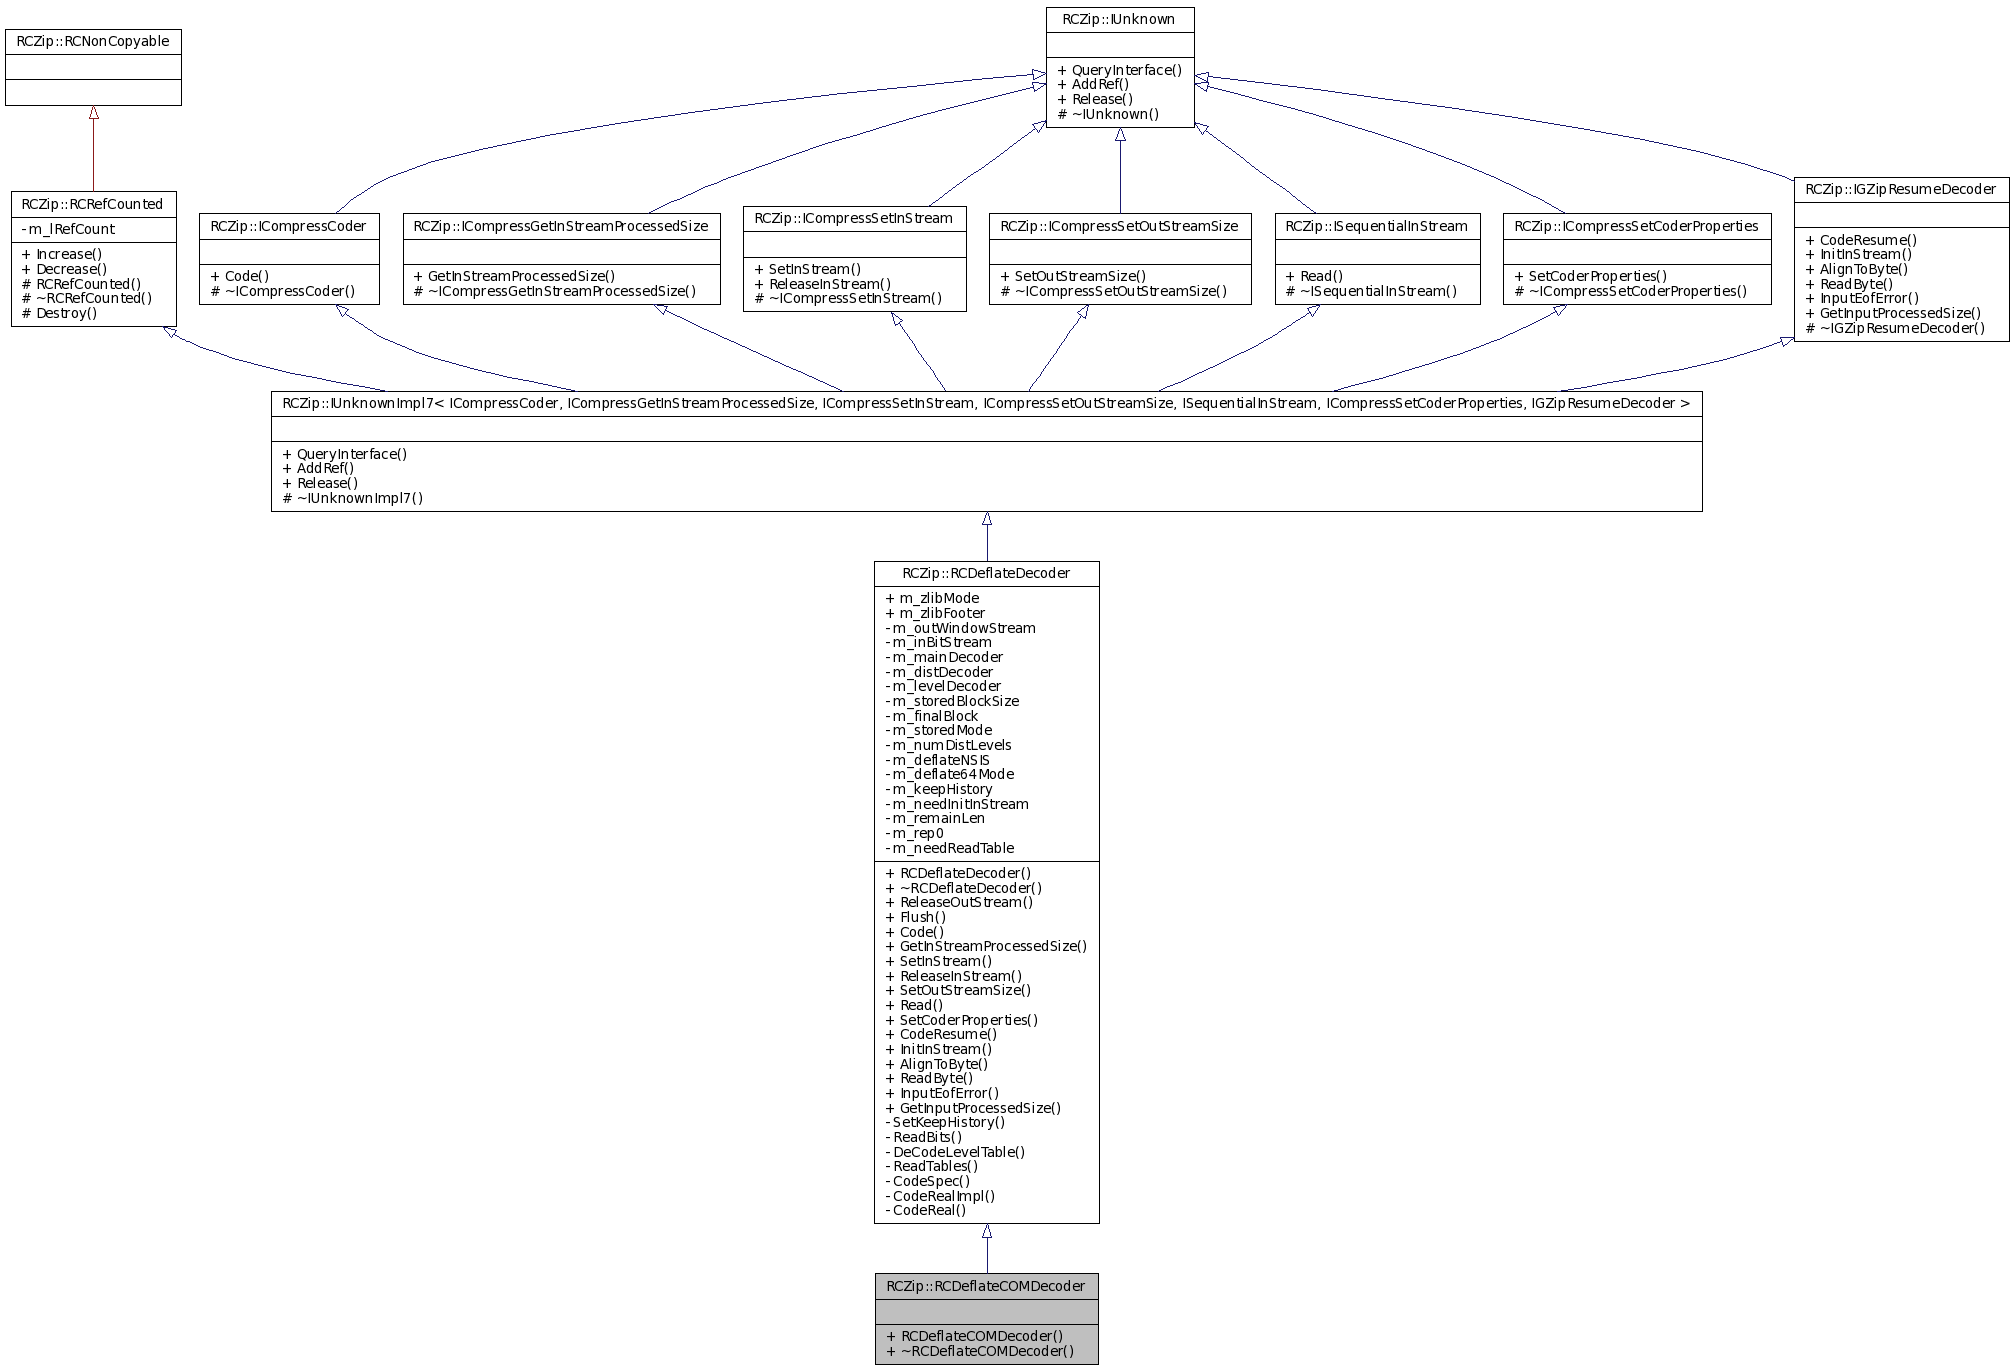 RCZip::IUnknown
+ QueryInterface()
+ AddRef()
+ Release()
# ~IUnknown()
RCZip::RCNonCopyable
RCZip::RCRefCounted
- m_lRefCount
+ Increase()
+ Decrease()
# RCRefCounted()
# ~RCRefCounted()
# Destroy()
RCZip::ICompressCoder
+ Code()
# ~ICompressCoder()
RCZip::ICompressGetInStreamProcessedSize
+ GetInStreamProcessedSize()
# ~ICompressGetInStreamProcessedSize()
RCZip::ICompressSetInStream
+ SetInStream()
+ ReleaseInStream()
# ~ICompressSetInStream()
RCZip::ICompressSetOutStreamSize
+ SetOutStreamSize()
# ~ICompressSetOutStreamSize()
RCZip::ISequentialInStream
+ Read()
# ~ISequentialInStream()
RCZip::ICompressSetCoderProperties
+ SetCoderProperties()
# ~ICompressSetCoderProperties()
RCZip::IGZipResumeDecoder
+ CodeResume()
+ InitInStream()
+ AlignToByte()
+ ReadByte()
+ InputEofError()
+ GetInputProcessedSize()
# ~IGZipResumeDecoder()
RCZip::IUnknownImpl7< ICompressCoder, ICompressGetInStreamProcessedSize, ICompressSetInStream, ICompressSetOutStreamSize, ISequentialInStream, ICompressSetCoderProperties, IGZipResumeDecoder >
+ QueryInterface()
+ AddRef()
+ Release()
# ~IUnknownImpl7()
RCZip::RCDeflateDecoder
+ m_zlibMode
+ m_zlibFooter
- m_outWindowStream
- m_inBitStream
- m_mainDecoder
- m_distDecoder
- m_levelDecoder
- m_storedBlockSize
- m_finalBlock
- m_storedMode
- m_numDistLevels
- m_deflateNSIS
- m_deflate64Mode
- m_keepHistory
- m_needInitInStream
- m_remainLen
- m_rep0
- m_needReadTable
+ RCDeflateDecoder()
+ ~RCDeflateDecoder()
+ ReleaseOutStream()
+ Flush()
+ Code()
+ GetInStreamProcessedSize()
+ SetInStream()
+ ReleaseInStream()
+ SetOutStreamSize()
+ Read()
+ SetCoderProperties()
+ CodeResume()
+ InitInStream()
+ AlignToByte()
+ ReadByte()
+ InputEofError()
+ GetInputProcessedSize()
- SetKeepHistory()
- ReadBits()
- DeCodeLevelTable()
- ReadTables()
- CodeSpec()
- CodeRealImpl()
- CodeReal()
RCZip::RCDeflateCOMDecoder
+ RCDeflateCOMDecoder()
+ ~RCDeflateCOMDecoder()